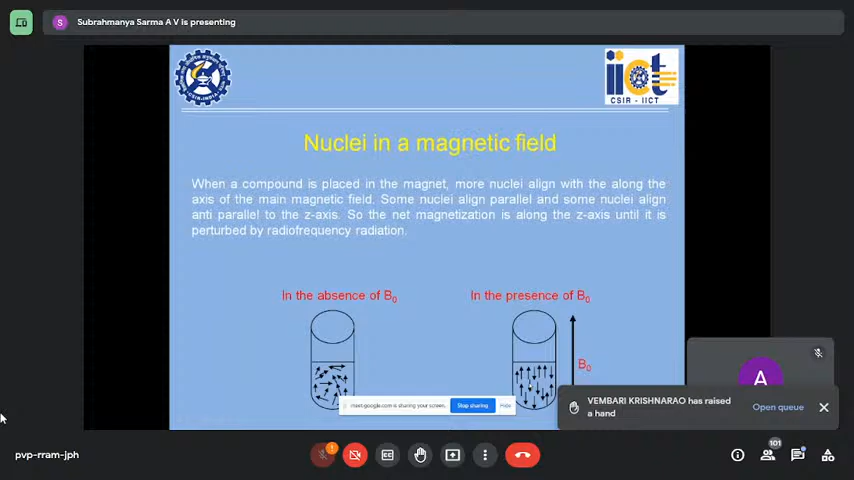 S
Subrahmanya Sarma A V is presenting
CSIR-INDIA
iict
CSIR - IICT
Nuclei in a magnetic field
When a compound is placed in the magnet, more nuclei align with the along the
axis of the main magnetic field. Some nuclei align parallel and some nuclei align
anti parallel to the z-axis. So the net magnetization is along the z-axis until it is
perturbed by radiofrequency radiation.
In the absence of B0
In the presence of B0
B0
A
meet.google.com is sharing your screen.
Stop sharing
Hide
VEMBARI KRISHNARAO has raised
a hand
Open queue
pvp-rram-jph
101